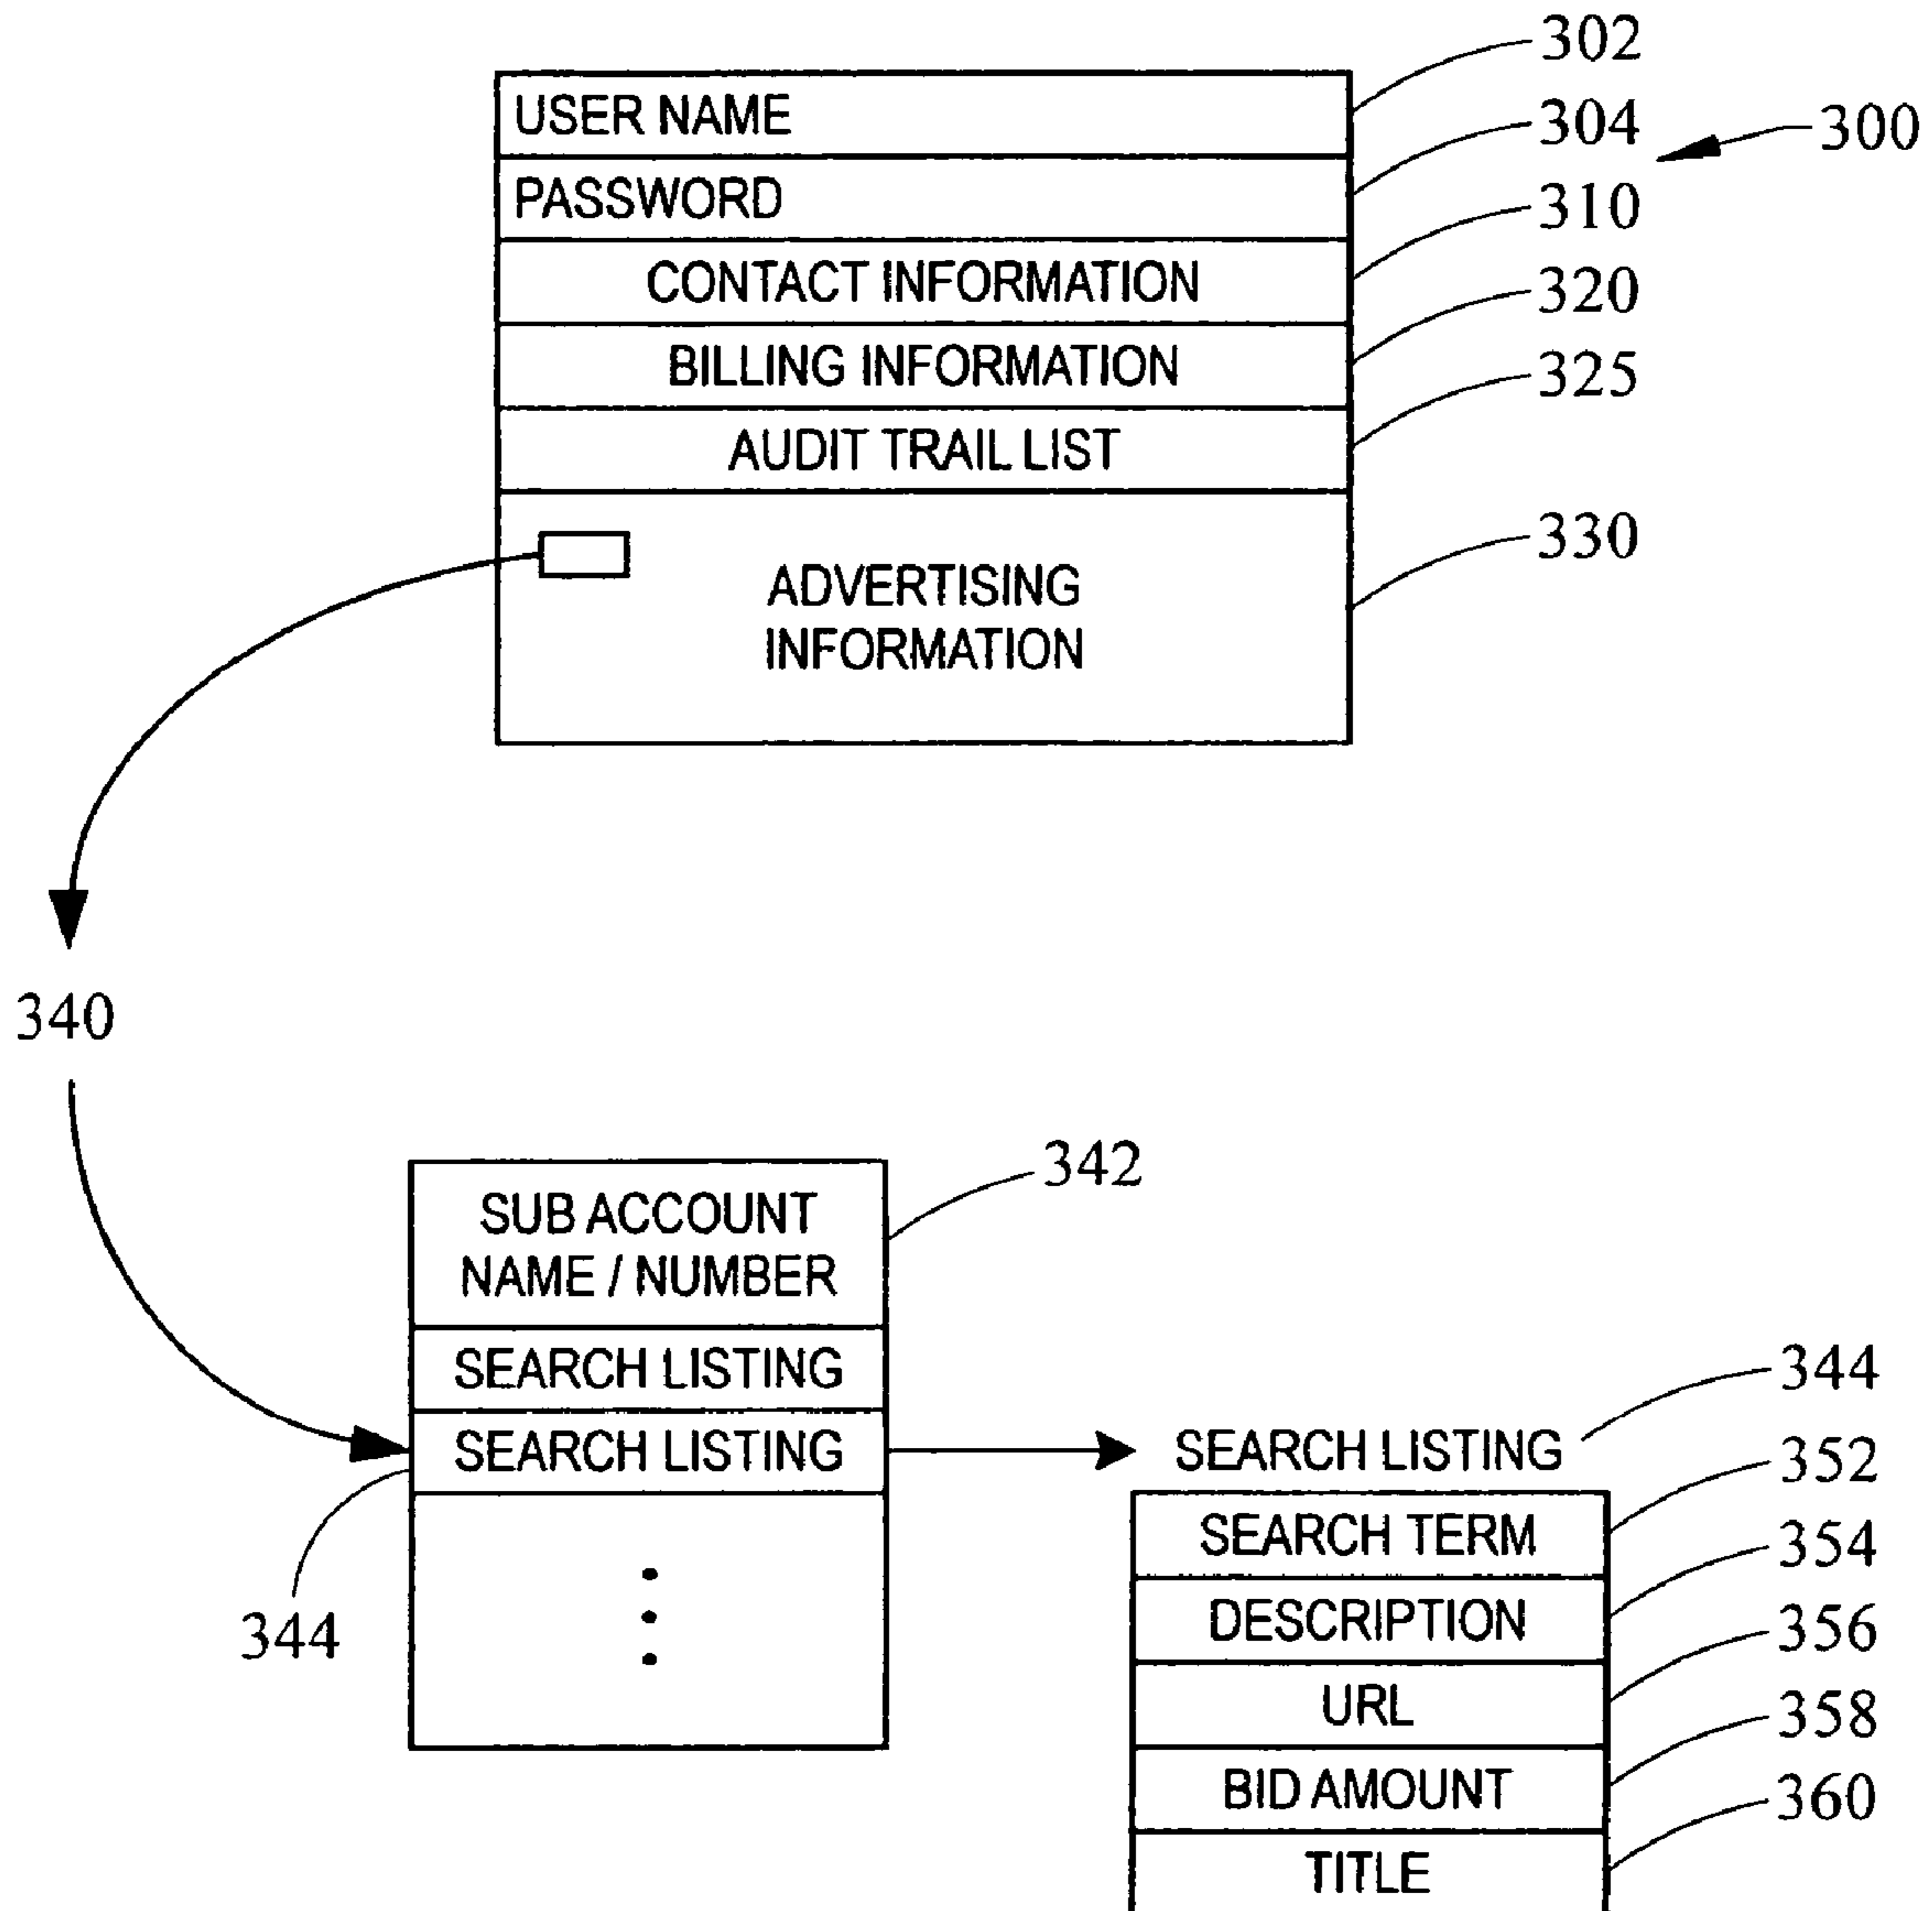 302
USER NAME
304
300
PASSWORD
310
CONTACT INFORMATION
320
BILLING INFORMATION
325
AUDIT TRAIL LIST
330
ADVERTISING
INFORMATION
340
342
SUB ACCOUNT
NAME / NUMBER
SEARCH LISTING
344
SEARCH LISTING
SEARCH LISTING
352
SEARCH TERM
354
DESCRIPTION
344
356
URL
358
BID AMOUNT
360
TITLE